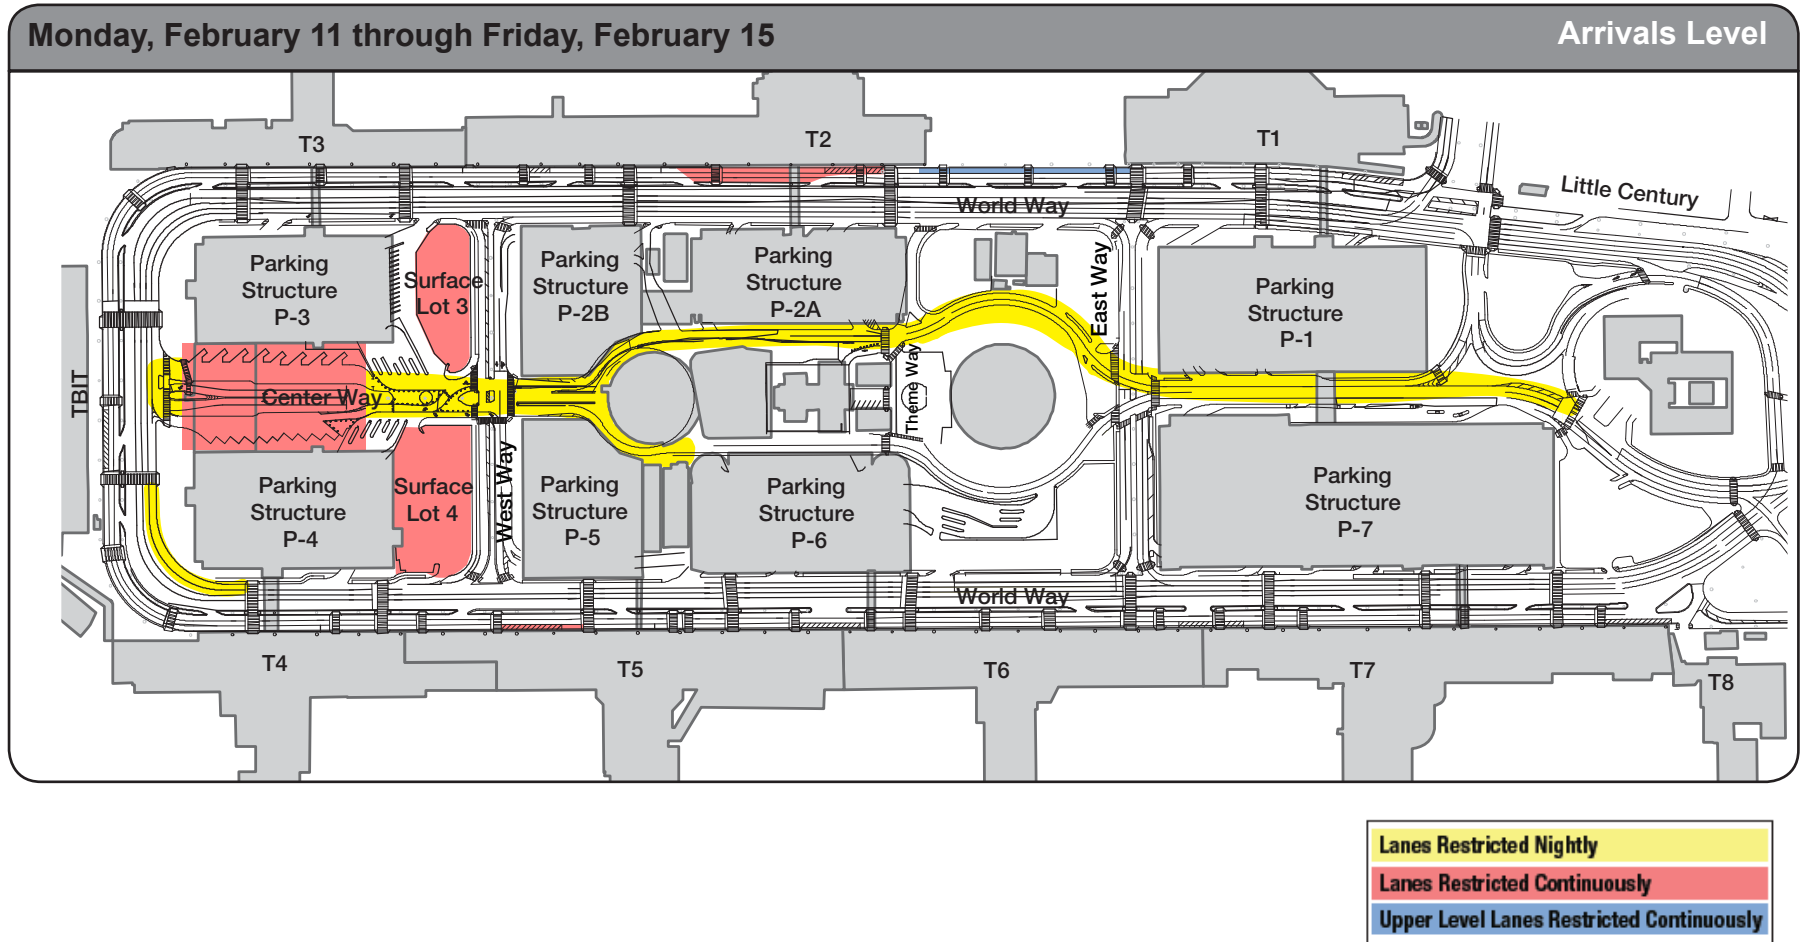 Monday, February 11 through Friday, February 15
Arrivals Level
T3
T2
T1
Little Century
World Way
Parking
Structure
P-3
Surface
Lot 3
Parking
Structure
P-2B
Parking
Structure
P-2A
East Way
Parking
Structure
P-1
TBIT
Center Way
Theme Way
West Way
Parking
Structure
P-4
Surface
Lot 4
Parking
Structure
P-5
Parking
Structure
P-6
Parking
Structure
P-7
World Way
T4
T5
T6
T7
T8
Lanes Restricted Nightly
Lanes Restricted Continuously
Upper Level Lanes Restricted Continuously